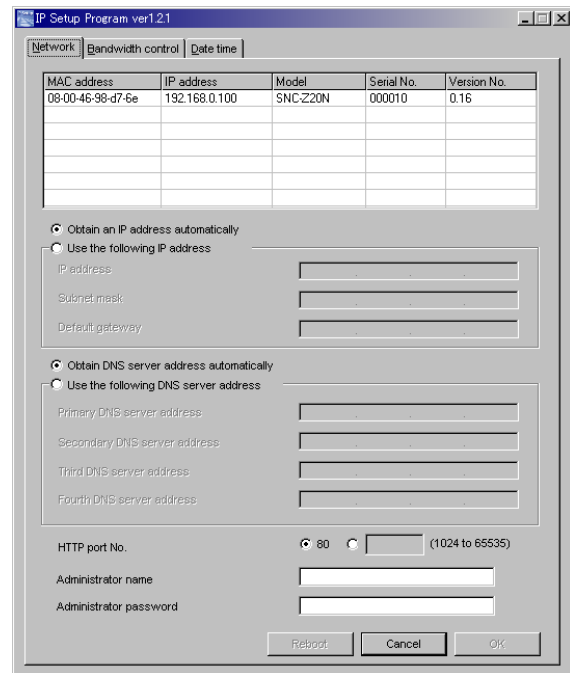 IP Setup Program ver1.2.1
Network Bandwidth control Date time
MAC address IP address Model Serial No. Version No.
08-00-46-98-d7-6e 192.168.0.100 SNC-Z20N 000010 0.16
Obtain an IP address automatically
Use the following IP address
IP address
Subnet mask
Default gateway
Obtain DNS server address automatically
Use the following DNS server address
Primary DNS server address
Secondary DNS server address
Third DNS server address
Fourth DNS server address
HTTP port No. 80 (1024 to 65535)
Administrator name
Administrator password
Reboot Cancel OK